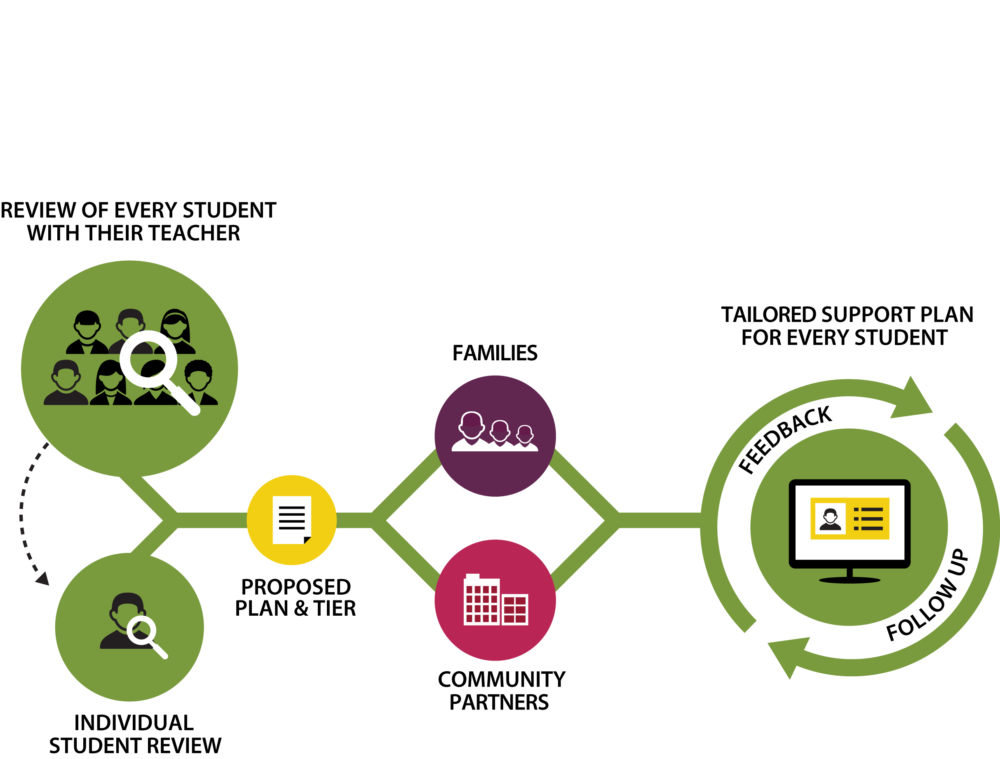 REVIEW OF EVERY STUDENT
WITH THEIR TEACHER
INDIVIDUAL
STUDENT REVIEW
PROPOSED
PLAN & TIER
FAMILIES
COMMUNITY
PARTNERS
TAILORED SUPPORT PLAN
FOR EVERY STUDENT
FEEDBACK
FOLLOW UP